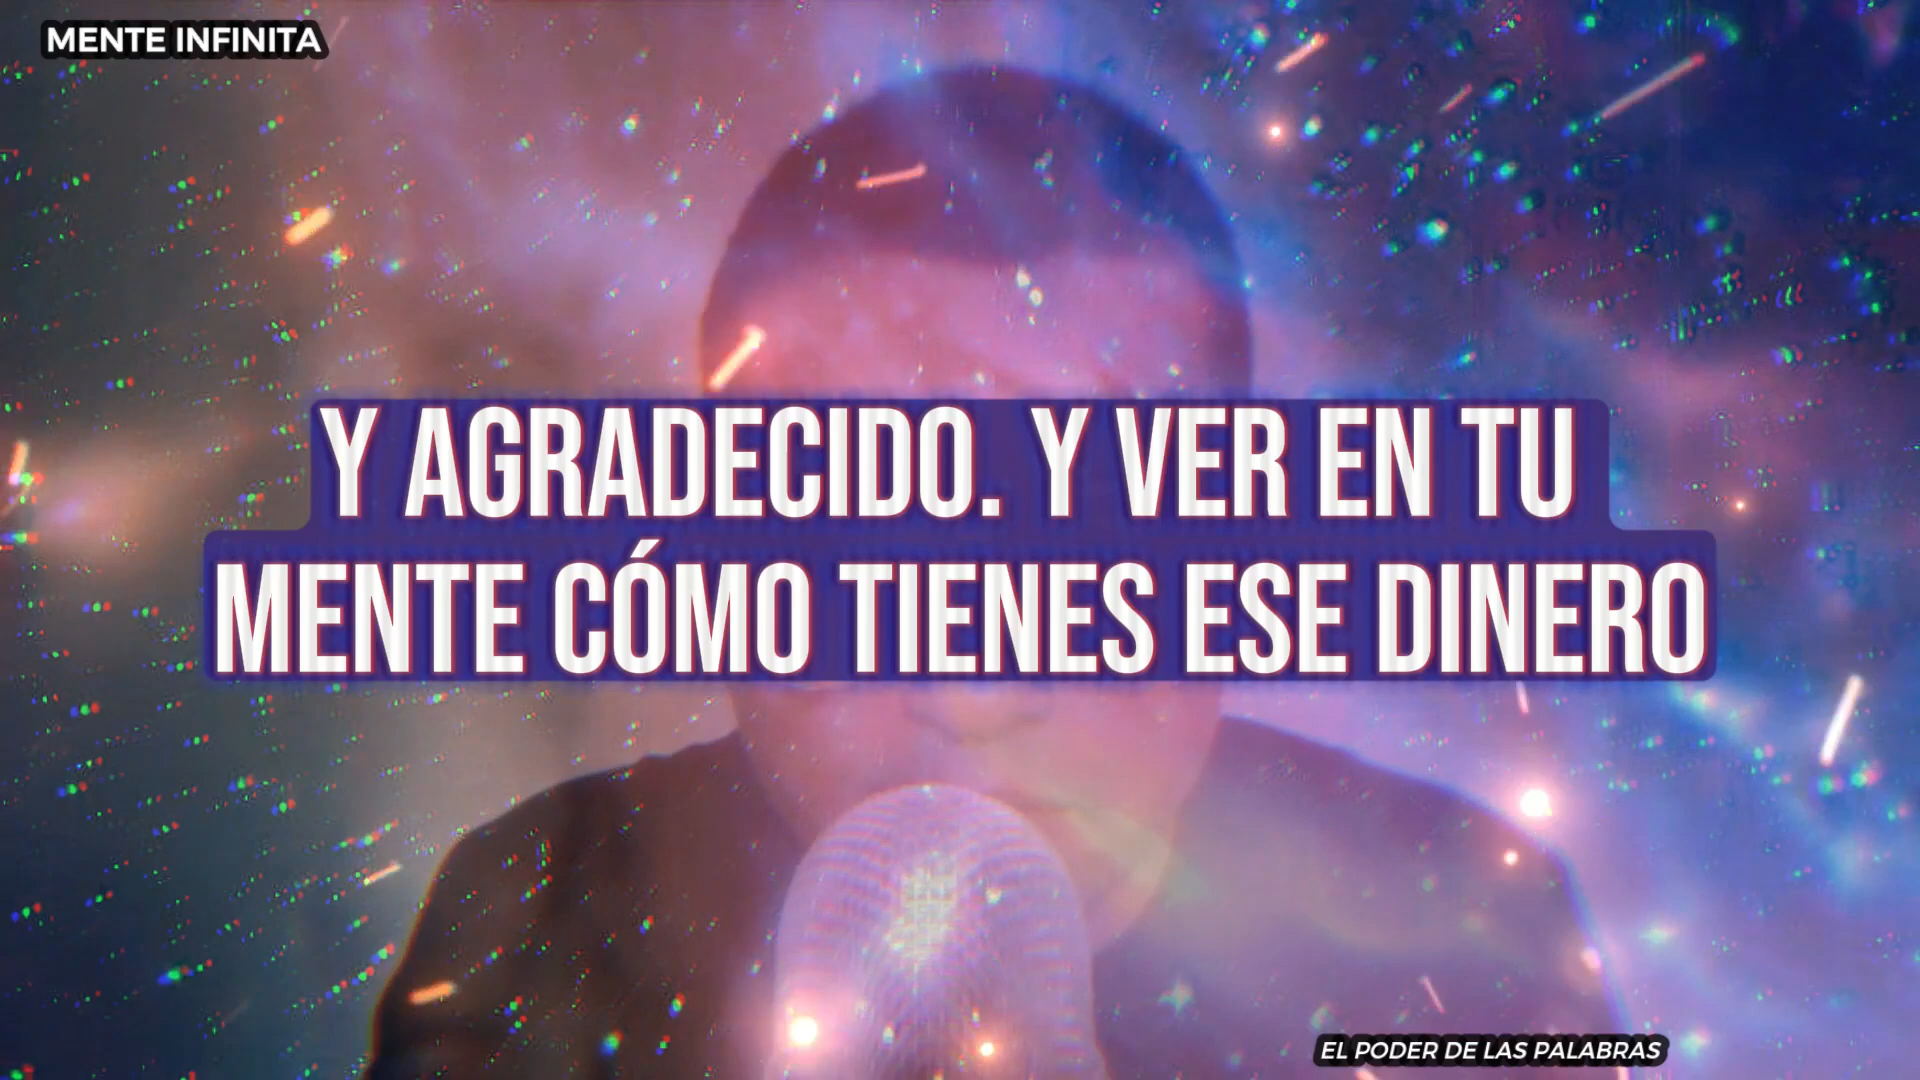 MENTE INFINITA
Y AGRADECIDO. Y VER EN TU
MENTE CÓMO TIENES ESE DINERO
EL PODER DE LAS PALABRAS